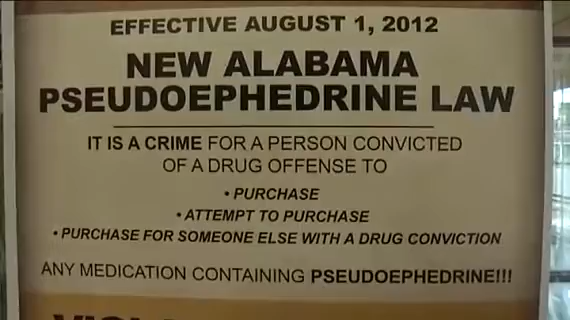 EFFECTIVE AUGUST 1, 2012
NEW ALABAMA
PSEUDOEPHEDRINE LAW
IT IS A CRIME FOR A PERSON CONVICTED
OF A DRUG OFFENSE TO
• PURCHASE
• ATTEMPT TO PURCHASE
• PURCHASE FOR SOMEONE ELSE WITH A DRUG CONVICTION
ANY MEDICATION CONTAINING PSEUDOEPHEDRINE!!!